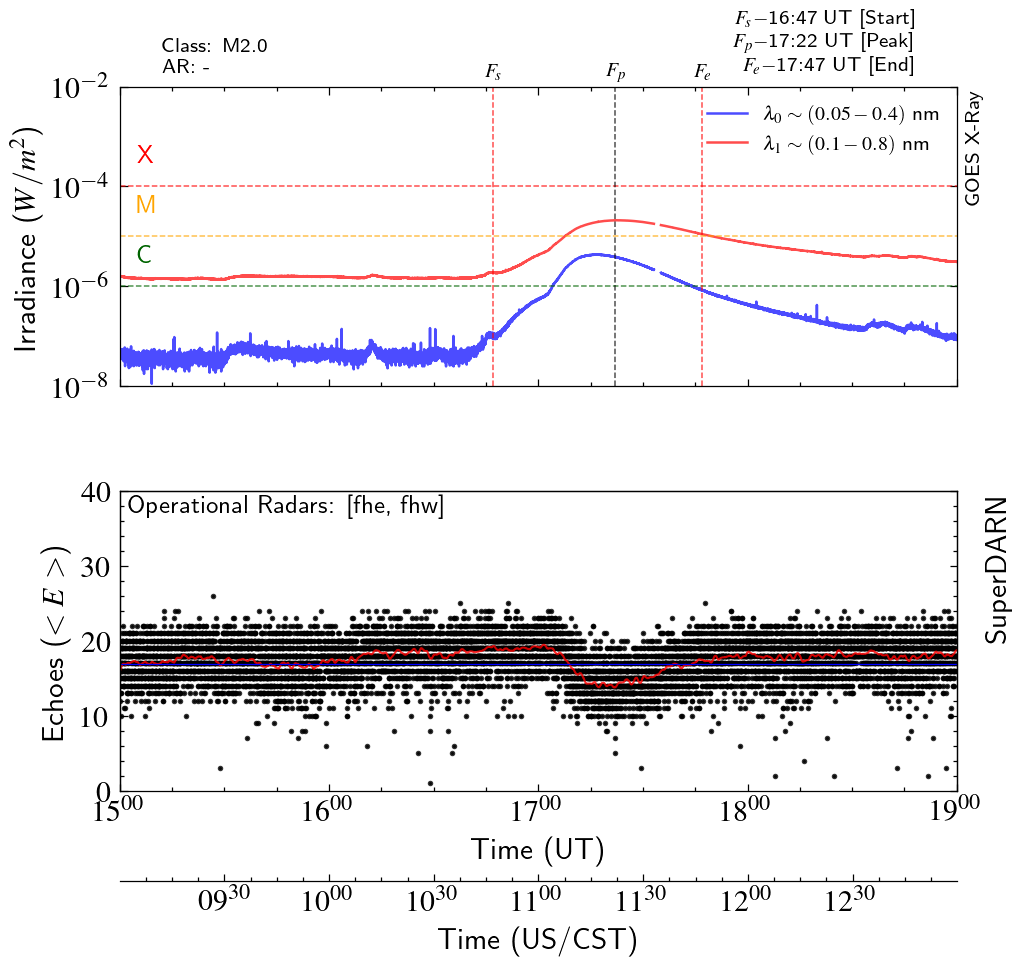 F_s−16:47 UT [Start]
Class: M2.0
F_p−17:22 UT [Peak]
AR: -
F_e−17:47 UT [End]
F_s
F_p
F_e
10^−2
10^−4
10^−6
10^−8
Irradiance (W/m^2)
X
M
C
λ_0 ∼ (0.05 − 0.4) nm
λ_1 ∼ (0.1 − 0.8) nm
GOES X-Ray
Operational Radars: [fhe, fhw]
40
30
20
10
0
Echoes (< E >)
SuperDARN
15^00 16^00 17^00 18^00 19^00
Time (UT)
09^30 10^00 10^30 11^00 11^30 12^00 12^30
Time (US/CST)